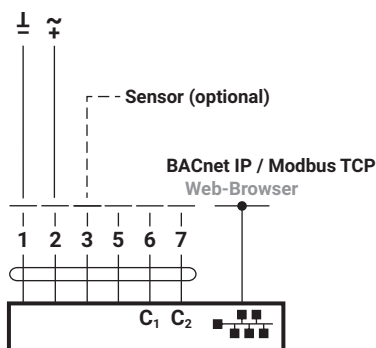 ⊥ ~
– +
Sensor (optional)
BACnet IP / Modbus TCP
Web-Browser
1 2 3 5 6 7
C₁ C₂